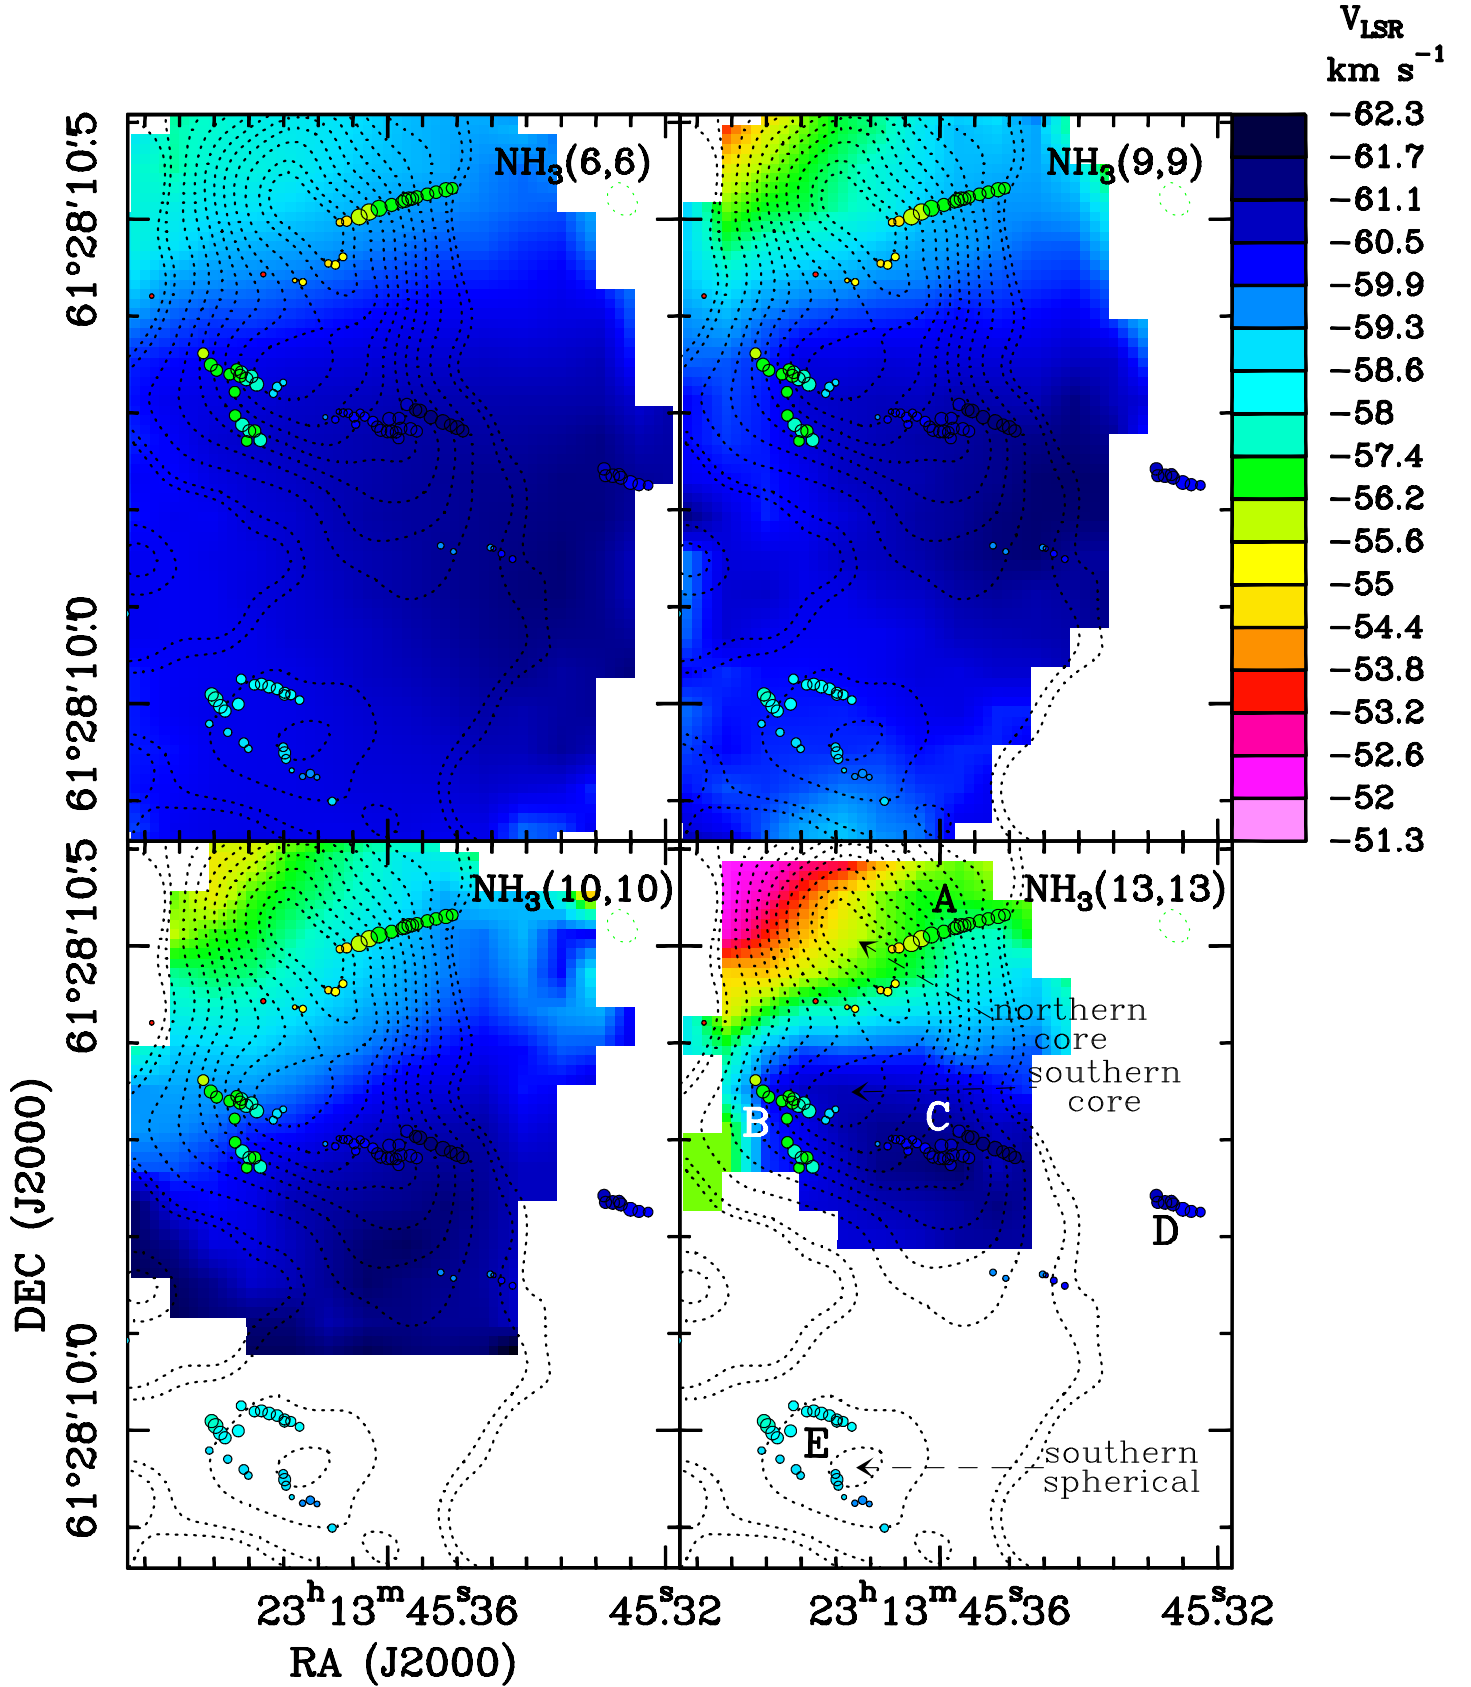 V_LSR
km s⁻¹
NH₃(6,6)
NH₃(9,9)
−62.3
−61.7
−61.1
−60.5
−59.9
−59.3
−58.6
−58
−57.4
−56.2
−55.6
−55
−54.4
−53.8
−53.2
−52.6
−52
−51.3
61°28'10.''5
61°28'10.''0
NH₃(10,10)
NH₃(13,13)
A
northern
core
southern
core
B
C
D
E
southern
spherical
61°28'10.''5
61°28'10.''0
DEC (J2000)
23ʰ13ᵐ45ˢ.36
45ˢ.32
23ʰ13ᵐ45ˢ.36
45ˢ.32
RA (J2000)